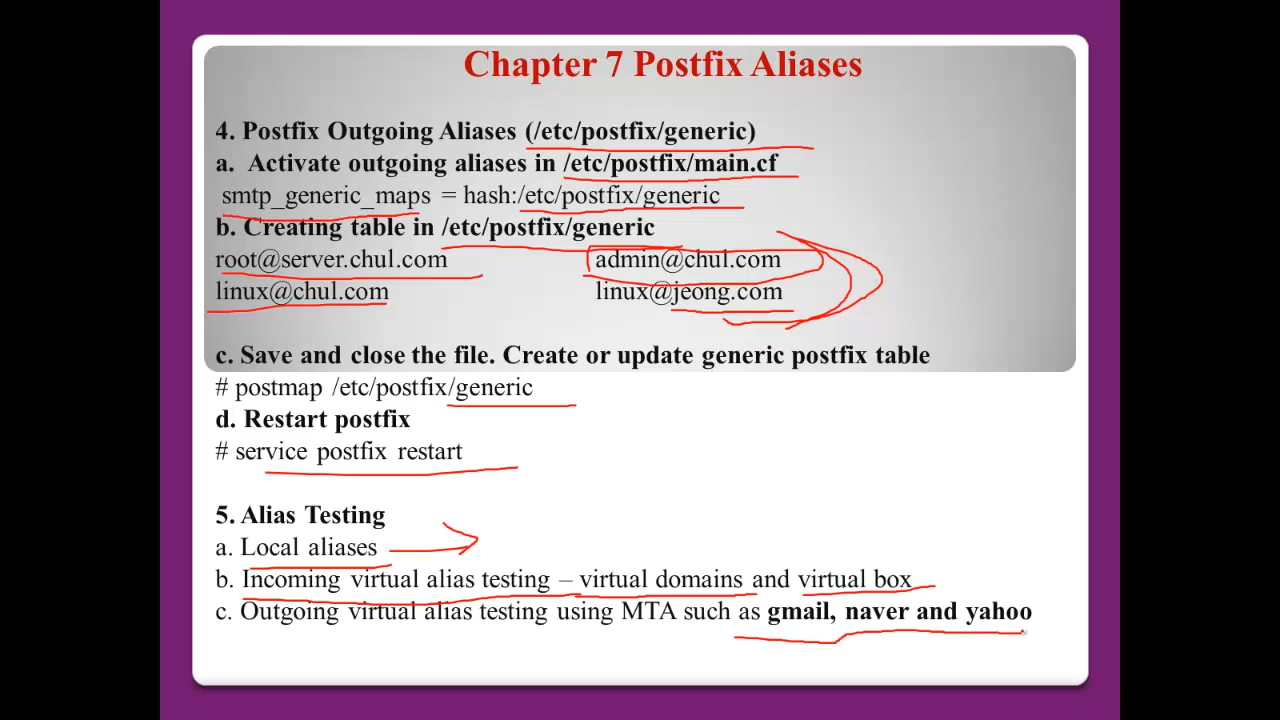 Chapter 7 Postfix Aliases
4. Postfix Outgoing Aliases (/etc/postfix/generic)
a. Activate outgoing aliases in /etc/postfix/main.cf
smtp_generic_maps = hash:/etc/postfix/generic
b. Creating table in /etc/postfix/generic
root@server.chul.com admin@chul.com
linux@chul.com linux@jeong.com
c. Save and close the file. Create or update generic postfix table
# postmap /etc/postfix/generic
d. Restart postfix
# service postfix restart
5. Alias Testing
a. Local aliases
b. Incoming virtual alias testing – virtual domains and virtual box
c. Outgoing virtual alias testing using MTA such as gmail, naver and yahoo